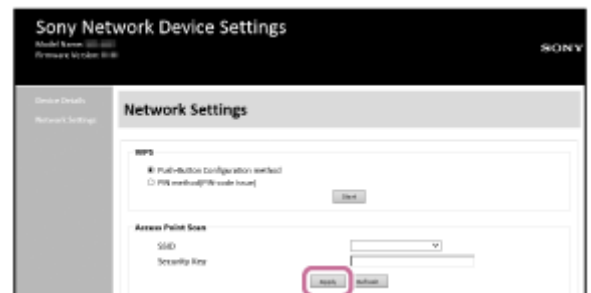 Sony Network Device Settings
Model Name
Firmware Version
SONY
Device Details
Network Settings
Network Settings
WPS
Push-Button Configuration method
PIN method(PIN-code issue)
Start
Access Point Scan
SSID
Security Key
Apply Refresh